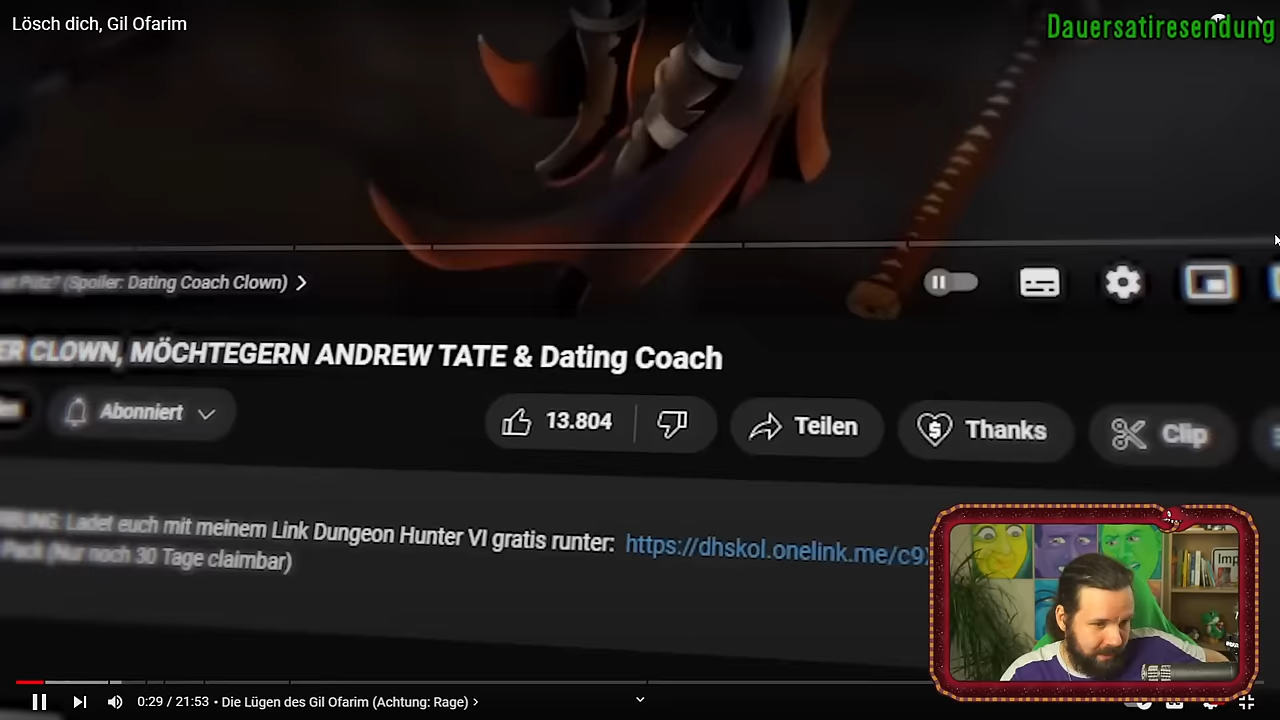 Lösch dich, Gil Ofarim
Dauersatiresendung
(Spoiler: Dating Coach Clown)
CLOWN, MÖCHTEGERN ANDREW TATE & Dating Coach
Abonniert
13.804
Teilen
Thanks
Clip
Ladet euch mit meinem Link Dungeon Hunter VI gratis runter: https://dhskol.onelink.me/c9
Pack (Nur noch 30 Tage claimbar)
Imp
0:29 / 21:53 • Die Lügen des Gil Ofarim (Achtung: Rage)